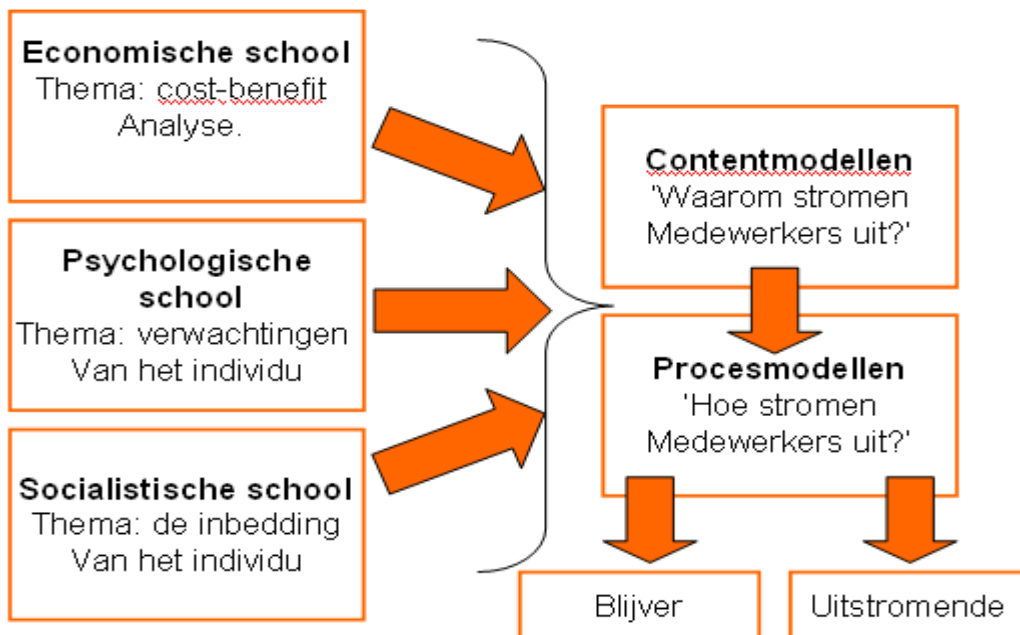 Economische school
Thema: cost-benefit
Analyse.
Psychologische
school
Thema: verwachtingen
Van het individu
Socialistische school
Thema: de inbedding
Van het individu
Contentmodellen
'Waarom stromen
Medewerkers uit?'
Procesmodellen
'Hoe stromen
Medewerkers uit?'
Blijver
Uitstromende